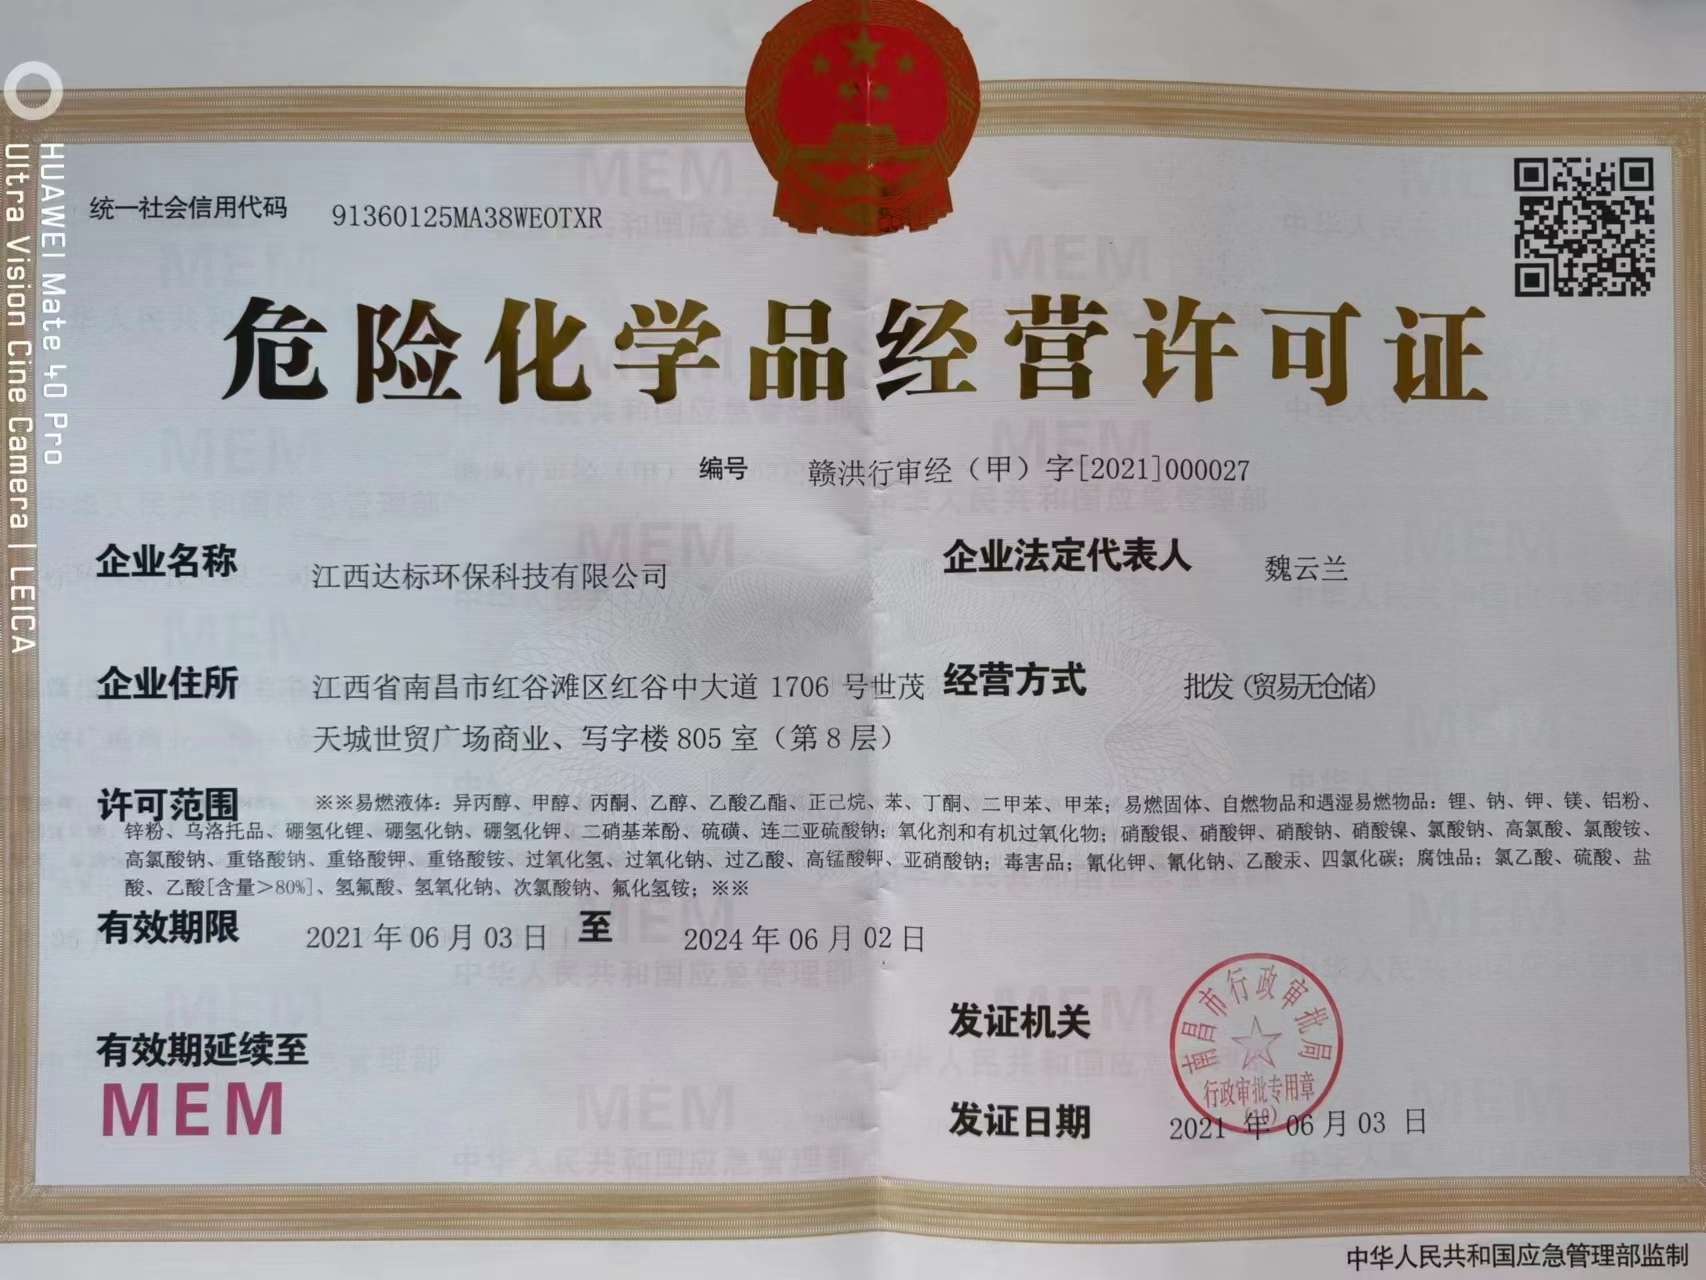 统一社会信用代码 91360125MA38WEOTXR
危险化学品经营许可证
编号 赣洪行审经（甲）字[2021]000027
企业名称 江西达标环保科技有限公司 企业法定代表人 魏云兰
企业住所 江西省南昌市红谷滩区红谷中大道 1706 号世茂 经营方式 批发（贸易无仓储）
天城世贸广场商业、写字楼 805 室（第 8 层）
许可范围 ※※易燃液体：异丙醇、甲醇、丙酮、乙醇、乙酸乙酯、正己烷、苯、丁酮、二甲苯、甲苯；易燃固体、自燃物品和遇湿易燃物品：锂、钠、钾、镁、铝粉、
锌粉、乌洛托品、硼氢化锂、硼氢化钠、硼氢化钾、二硝基苯酚、硫磺、连二亚硫酸钠；氧化剂和有机过氧化物；硝酸银、硝酸钾、硝酸钠、硝酸镍、氯酸钠、高氯酸、氯酸铵、
高氯酸钠、重铬酸钠、重铬酸钾、重铬酸铵、过氧化氢、过氧化钠、过乙酸、高锰酸钾、亚硝酸钠；毒害品；氰化钾、氰化钠、乙酸汞、四氯化碳；腐蚀品；氯乙酸、硫酸、盐
酸、乙酸[含量＞80%]、氢氟酸、氢氧化钠、次氯酸钠、氟化氢铵；※※
有效期限 2021 年 06 月 03 日 至 2024 年 06 月 02 日
有效期延续至
MEM
发证机关
南昌市行政审批局
行政审批专用章
(10)
发证日期 2021 年 06 月 03 日
中华人民共和国应急管理部监制
HUAWEI Mate 40 Pro
Ultra Vision Cine Camera | LEICA